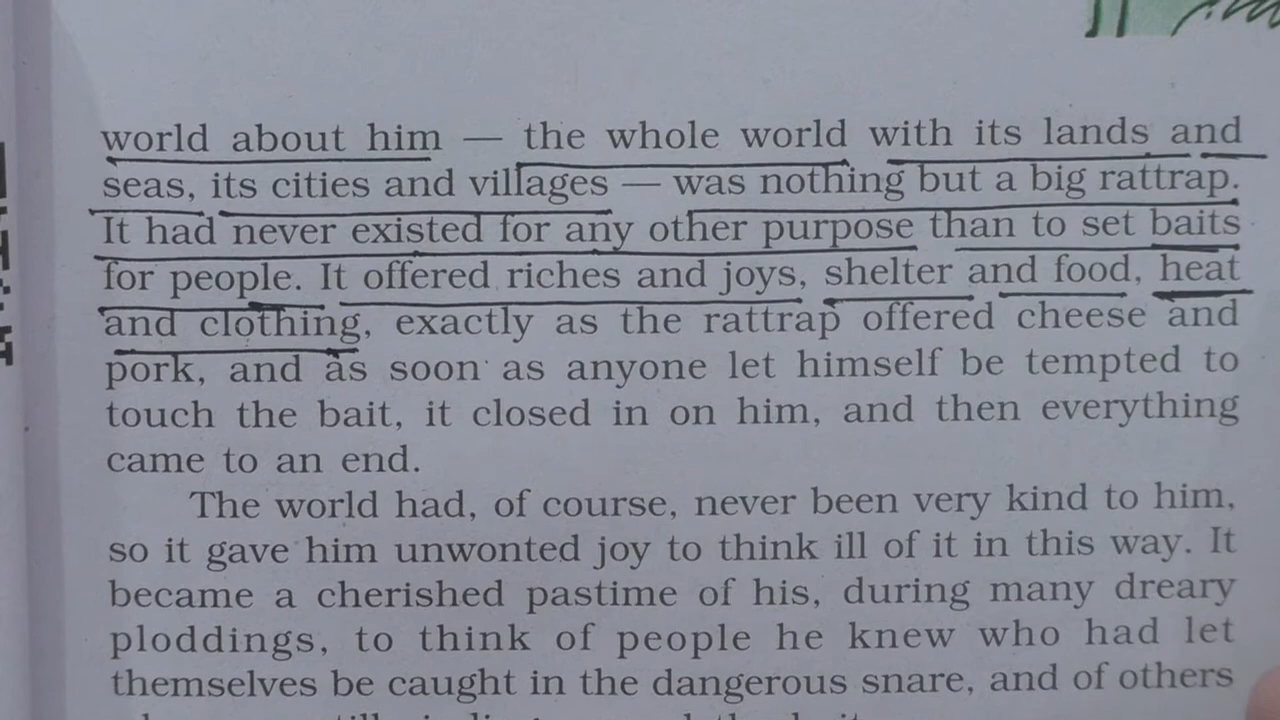 world about him — the whole world with its lands and
seas, its cities and villages — was nothing but a big rattrap.
It had never existed for any other purpose than to set baits
for people. It offered riches and joys, shelter and food, heat
and clothing, exactly as the rattrap offered cheese and
pork, and as soon as anyone let himself be tempted to
touch the bait, it closed in on him, and then everything
came to an end.
The world had, of course, never been very kind to him,
so it gave him unwonted joy to think ill of it in this way. It
became a cherished pastime of his, during many dreary
ploddings, to think of people he knew who had let
themselves be caught in the dangerous snare, and of others